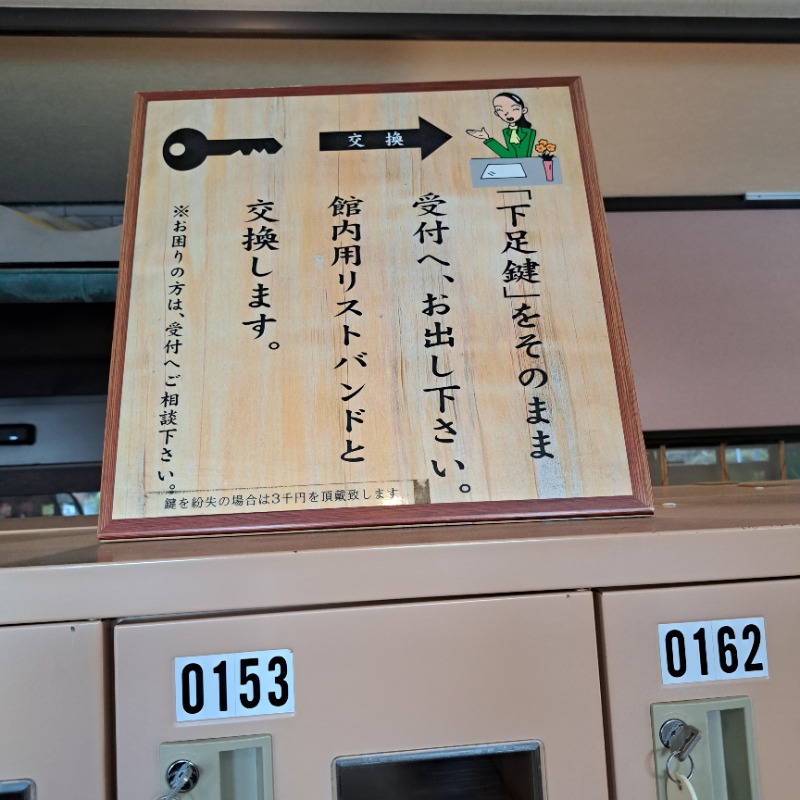 交換
「下足鍵」をそのまま
受付へ、お出し下さい。
館内用リストバンドと
交換します。
※お困りの方は、受付へご相談下さい。
鍵を紛失の場合は3千円を頂戴致します
0153
0162